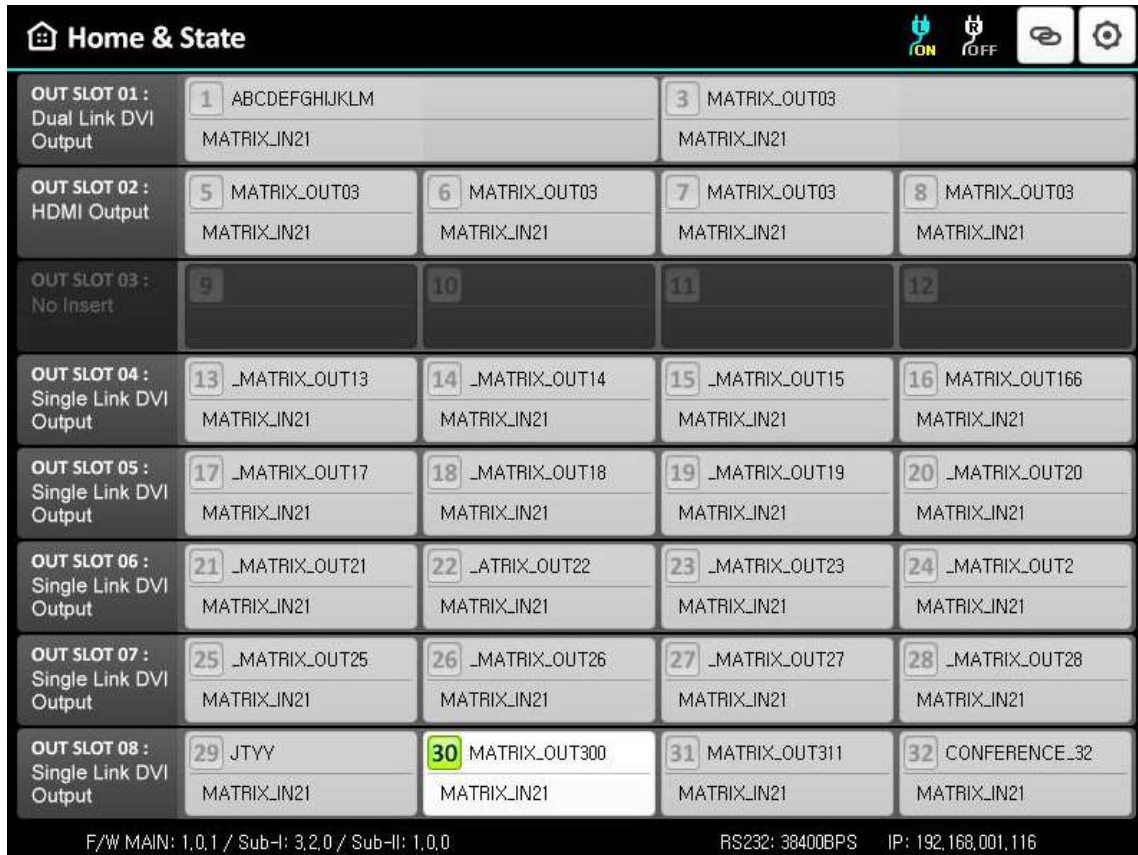 Home & State
L
ON
R
OFF
OUT SLOT 01 :
Dual Link DVI
Output
1 ABCDEFGHIJKLM
MATRIX_IN21
3 MATRIX_OUT03
MATRIX_IN21
OUT SLOT 02 :
HDMI Output
5 MATRIX_OUT03
MATRIX_IN21
6 MATRIX_OUT03
MATRIX_IN21
7 MATRIX_OUT03
MATRIX_IN21
8 MATRIX_OUT03
MATRIX_IN21
OUT SLOT 03 :
No Insert
9
10
11
12
OUT SLOT 04 :
Single Link DVI
Output
13 _MATRIX_OUT13
MATRIX_IN21
14 _MATRIX_OUT14
MATRIX_IN21
15 _MATRIX_OUT15
MATRIX_IN21
16 MATRIX_OUT166
MATRIX_IN21
OUT SLOT 05 :
Single Link DVI
Output
17 _MATRIX_OUT17
MATRIX_IN21
18 _MATRIX_OUT18
MATRIX_IN21
19 _MATRIX_OUT19
MATRIX_IN21
20 _MATRIX_OUT20
MATRIX_IN21
OUT SLOT 06 :
Single Link DVI
Output
21 _MATRIX_OUT21
MATRIX_IN21
22 _ATRIX_OUT22
MATRIX_IN21
23 _MATRIX_OUT23
MATRIX_IN21
24 _MATRIX_OUT2
MATRIX_IN21
OUT SLOT 07 :
Single Link DVI
Output
25 _MATRIX_OUT25
MATRIX_IN21
26 _MATRIX_OUT26
MATRIX_IN21
27 _MATRIX_OUT27
MATRIX_IN21
28 _MATRIX_OUT28
MATRIX_IN21
OUT SLOT 08 :
Single Link DVI
Output
29 JTYY
MATRIX_IN21
30 MATRIX_OUT300
MATRIX_IN21
31 MATRIX_OUT311
MATRIX_IN21
32 CONFERENCE_32
MATRIX_IN21
F/W MAIN: 1.0.1 / Sub-I: 3.2.0 / Sub-II: 1.0.0
RS232: 38400BPS
IP: 192.168.001.116